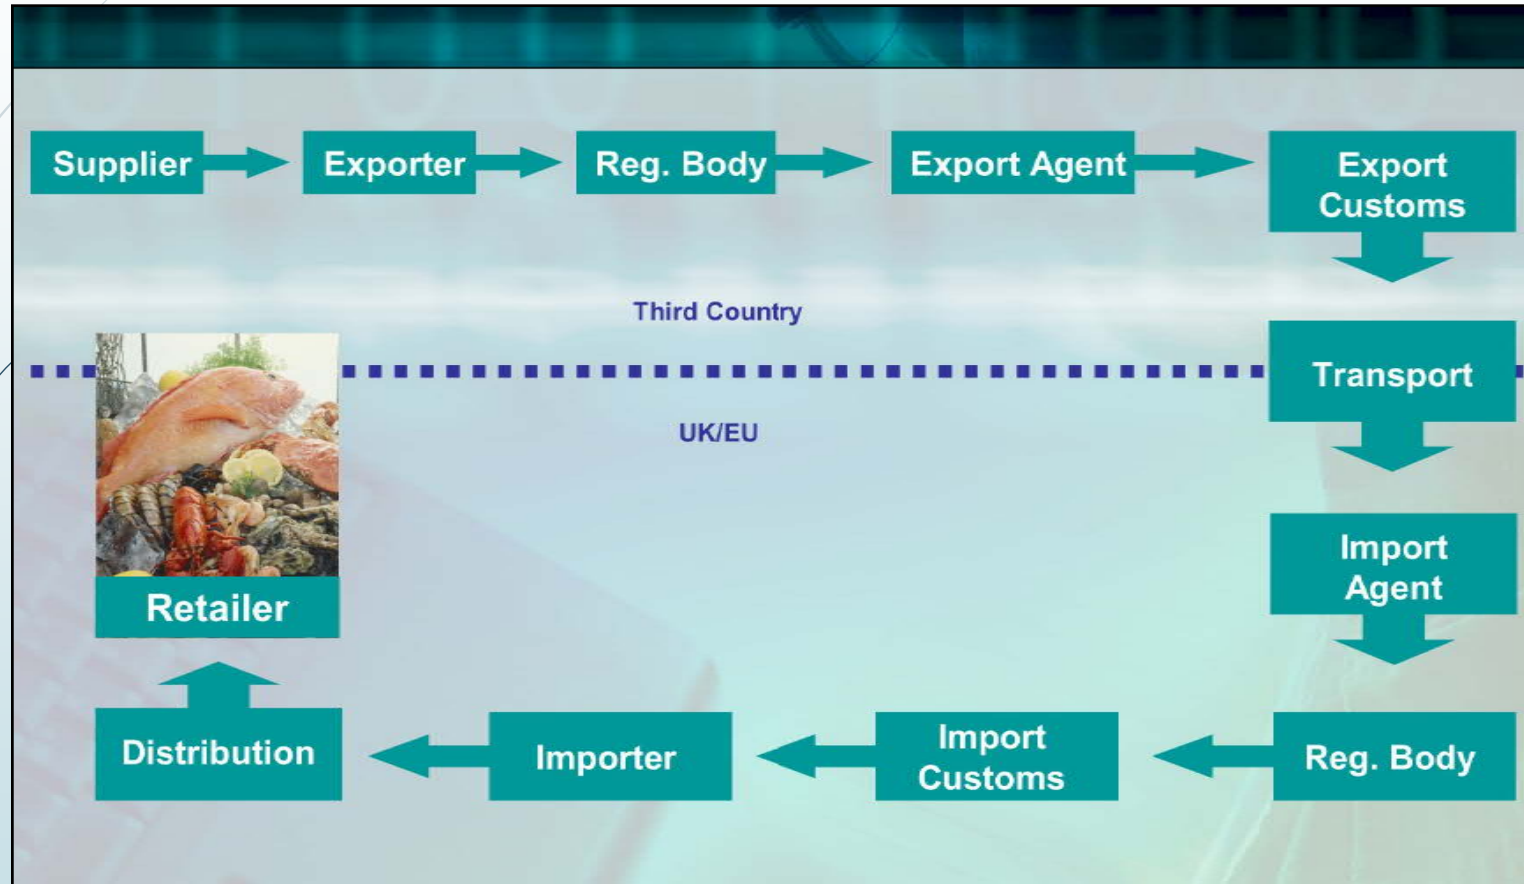 Supplier
Exporter
Reg. Body
Export Agent
Export
Customs
Third Country
Transport
UK/EU
Import
Agent
Retailer
Reg. Body
Import
Customs
Importer
Distribution